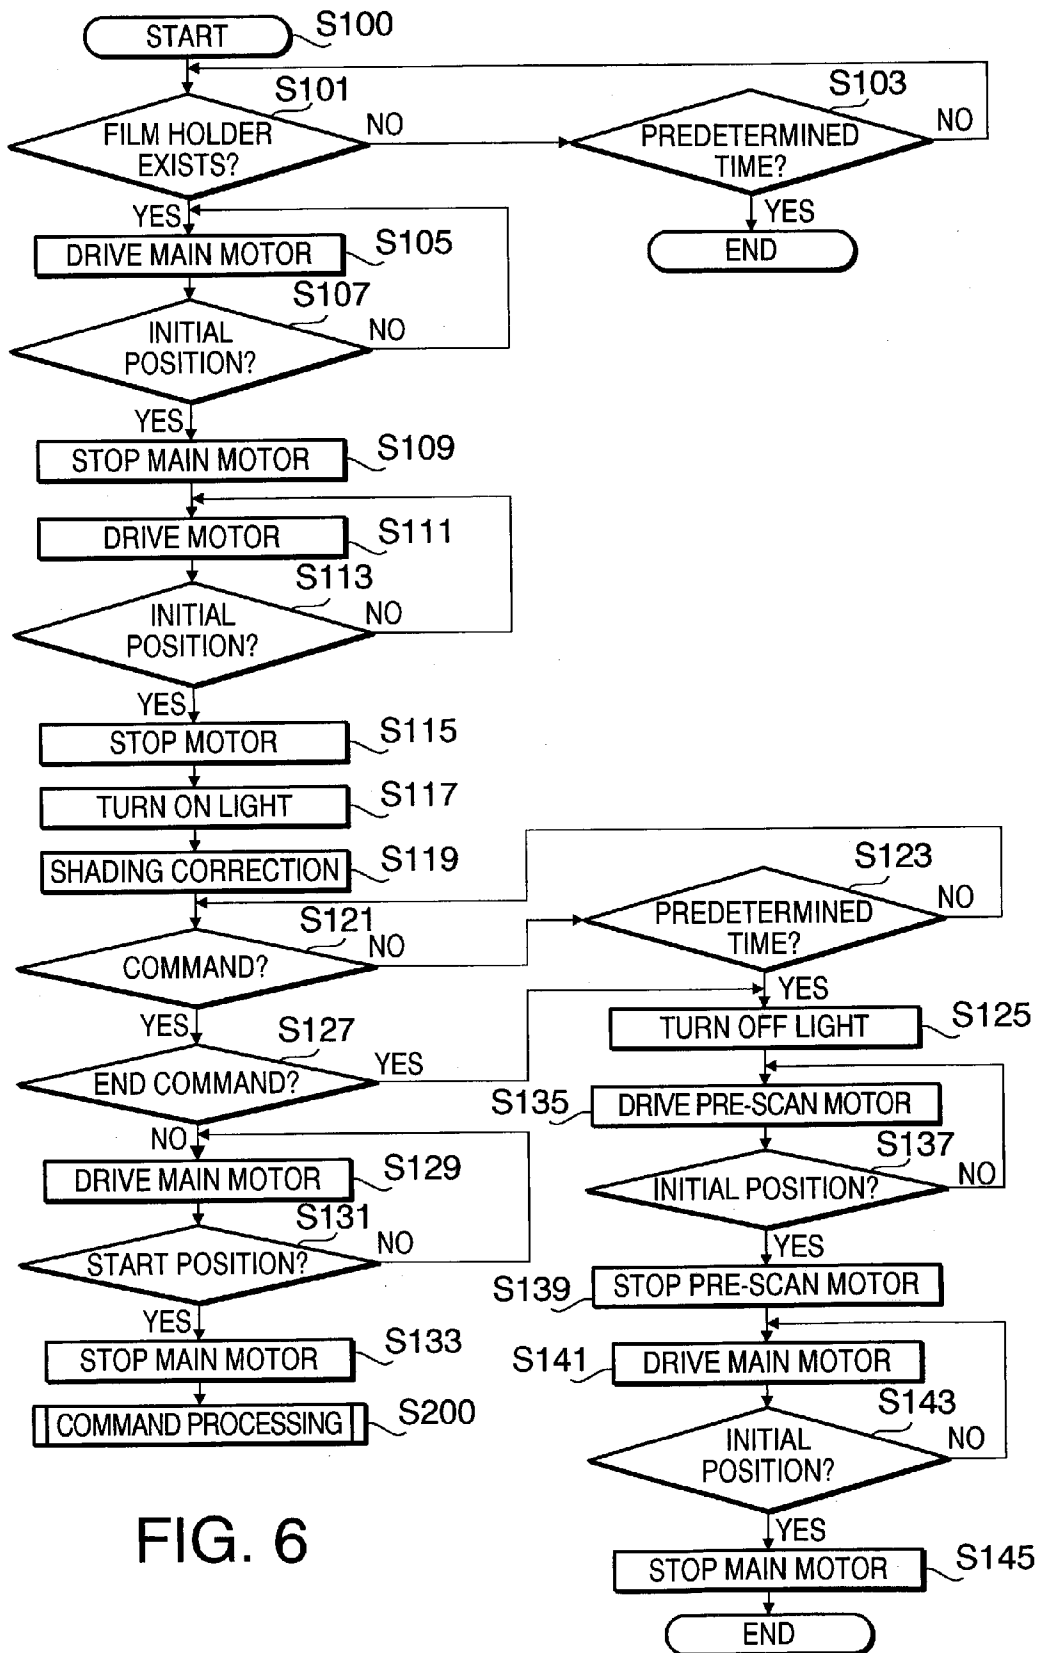 START
S100
S101
FILM HOLDER
EXISTS?
NO
S103
PREDETERMINED
TIME?
NO
YES
END
YES
DRIVE MAIN MOTOR
S105
S107
INITIAL
POSITION?
NO
YES
STOP MAIN MOTOR
S109
DRIVE MOTOR
S111
S113
INITIAL
POSITION?
NO
YES
STOP MOTOR
S115
TURN ON LIGHT
S117
SHADING CORRECTION
S119
S121
COMMAND?
NO
S123
PREDETERMINED
TIME?
NO
YES
YES
S127
END COMMAND?
YES
NO
DRIVE MAIN MOTOR
S129
S131
START POSITION?
NO
YES
STOP MAIN MOTOR
S133
COMMAND PROCESSING
S200
TURN OFF LIGHT
S125
S135
DRIVE PRE-SCAN MOTOR
S137
INITIAL POSITION?
NO
YES
S139
STOP PRE-SCAN MOTOR
S141
DRIVE MAIN MOTOR
S143
INITIAL
POSITION?
NO
YES
STOP MAIN MOTOR
S145
END
FIG. 6